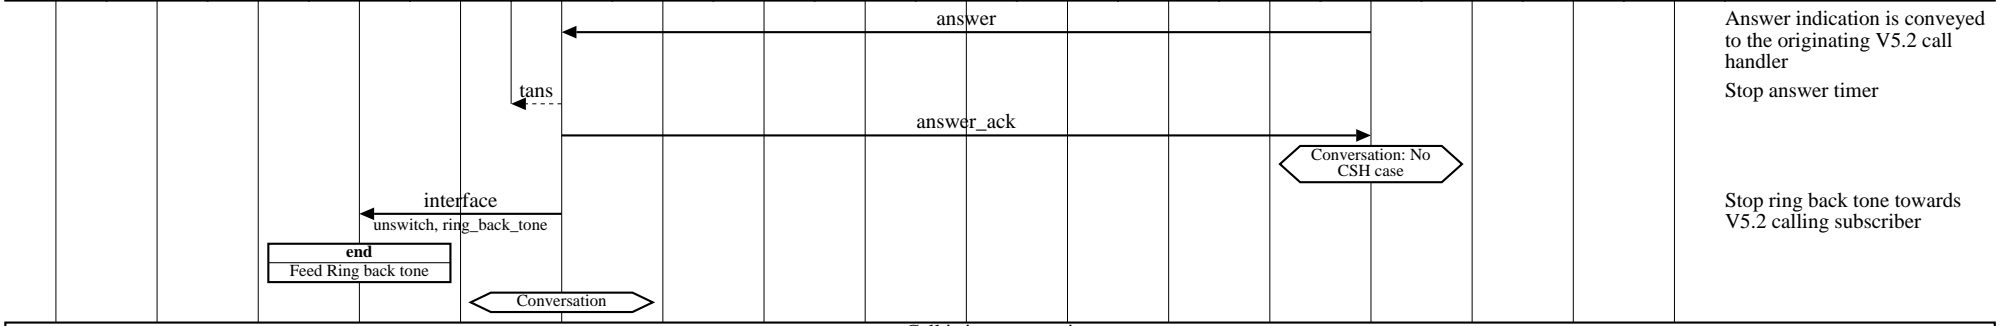 answer
Answer indication is conveyed
to the originating V5.2 call
handler
tans
Stop answer timer
answer_ack
Conversation: No
CSH case
interface
unswitch, ring_back_tone
Stop ring back tone towards
V5.2 calling subscriber
end
Feed Ring back tone
Conversation